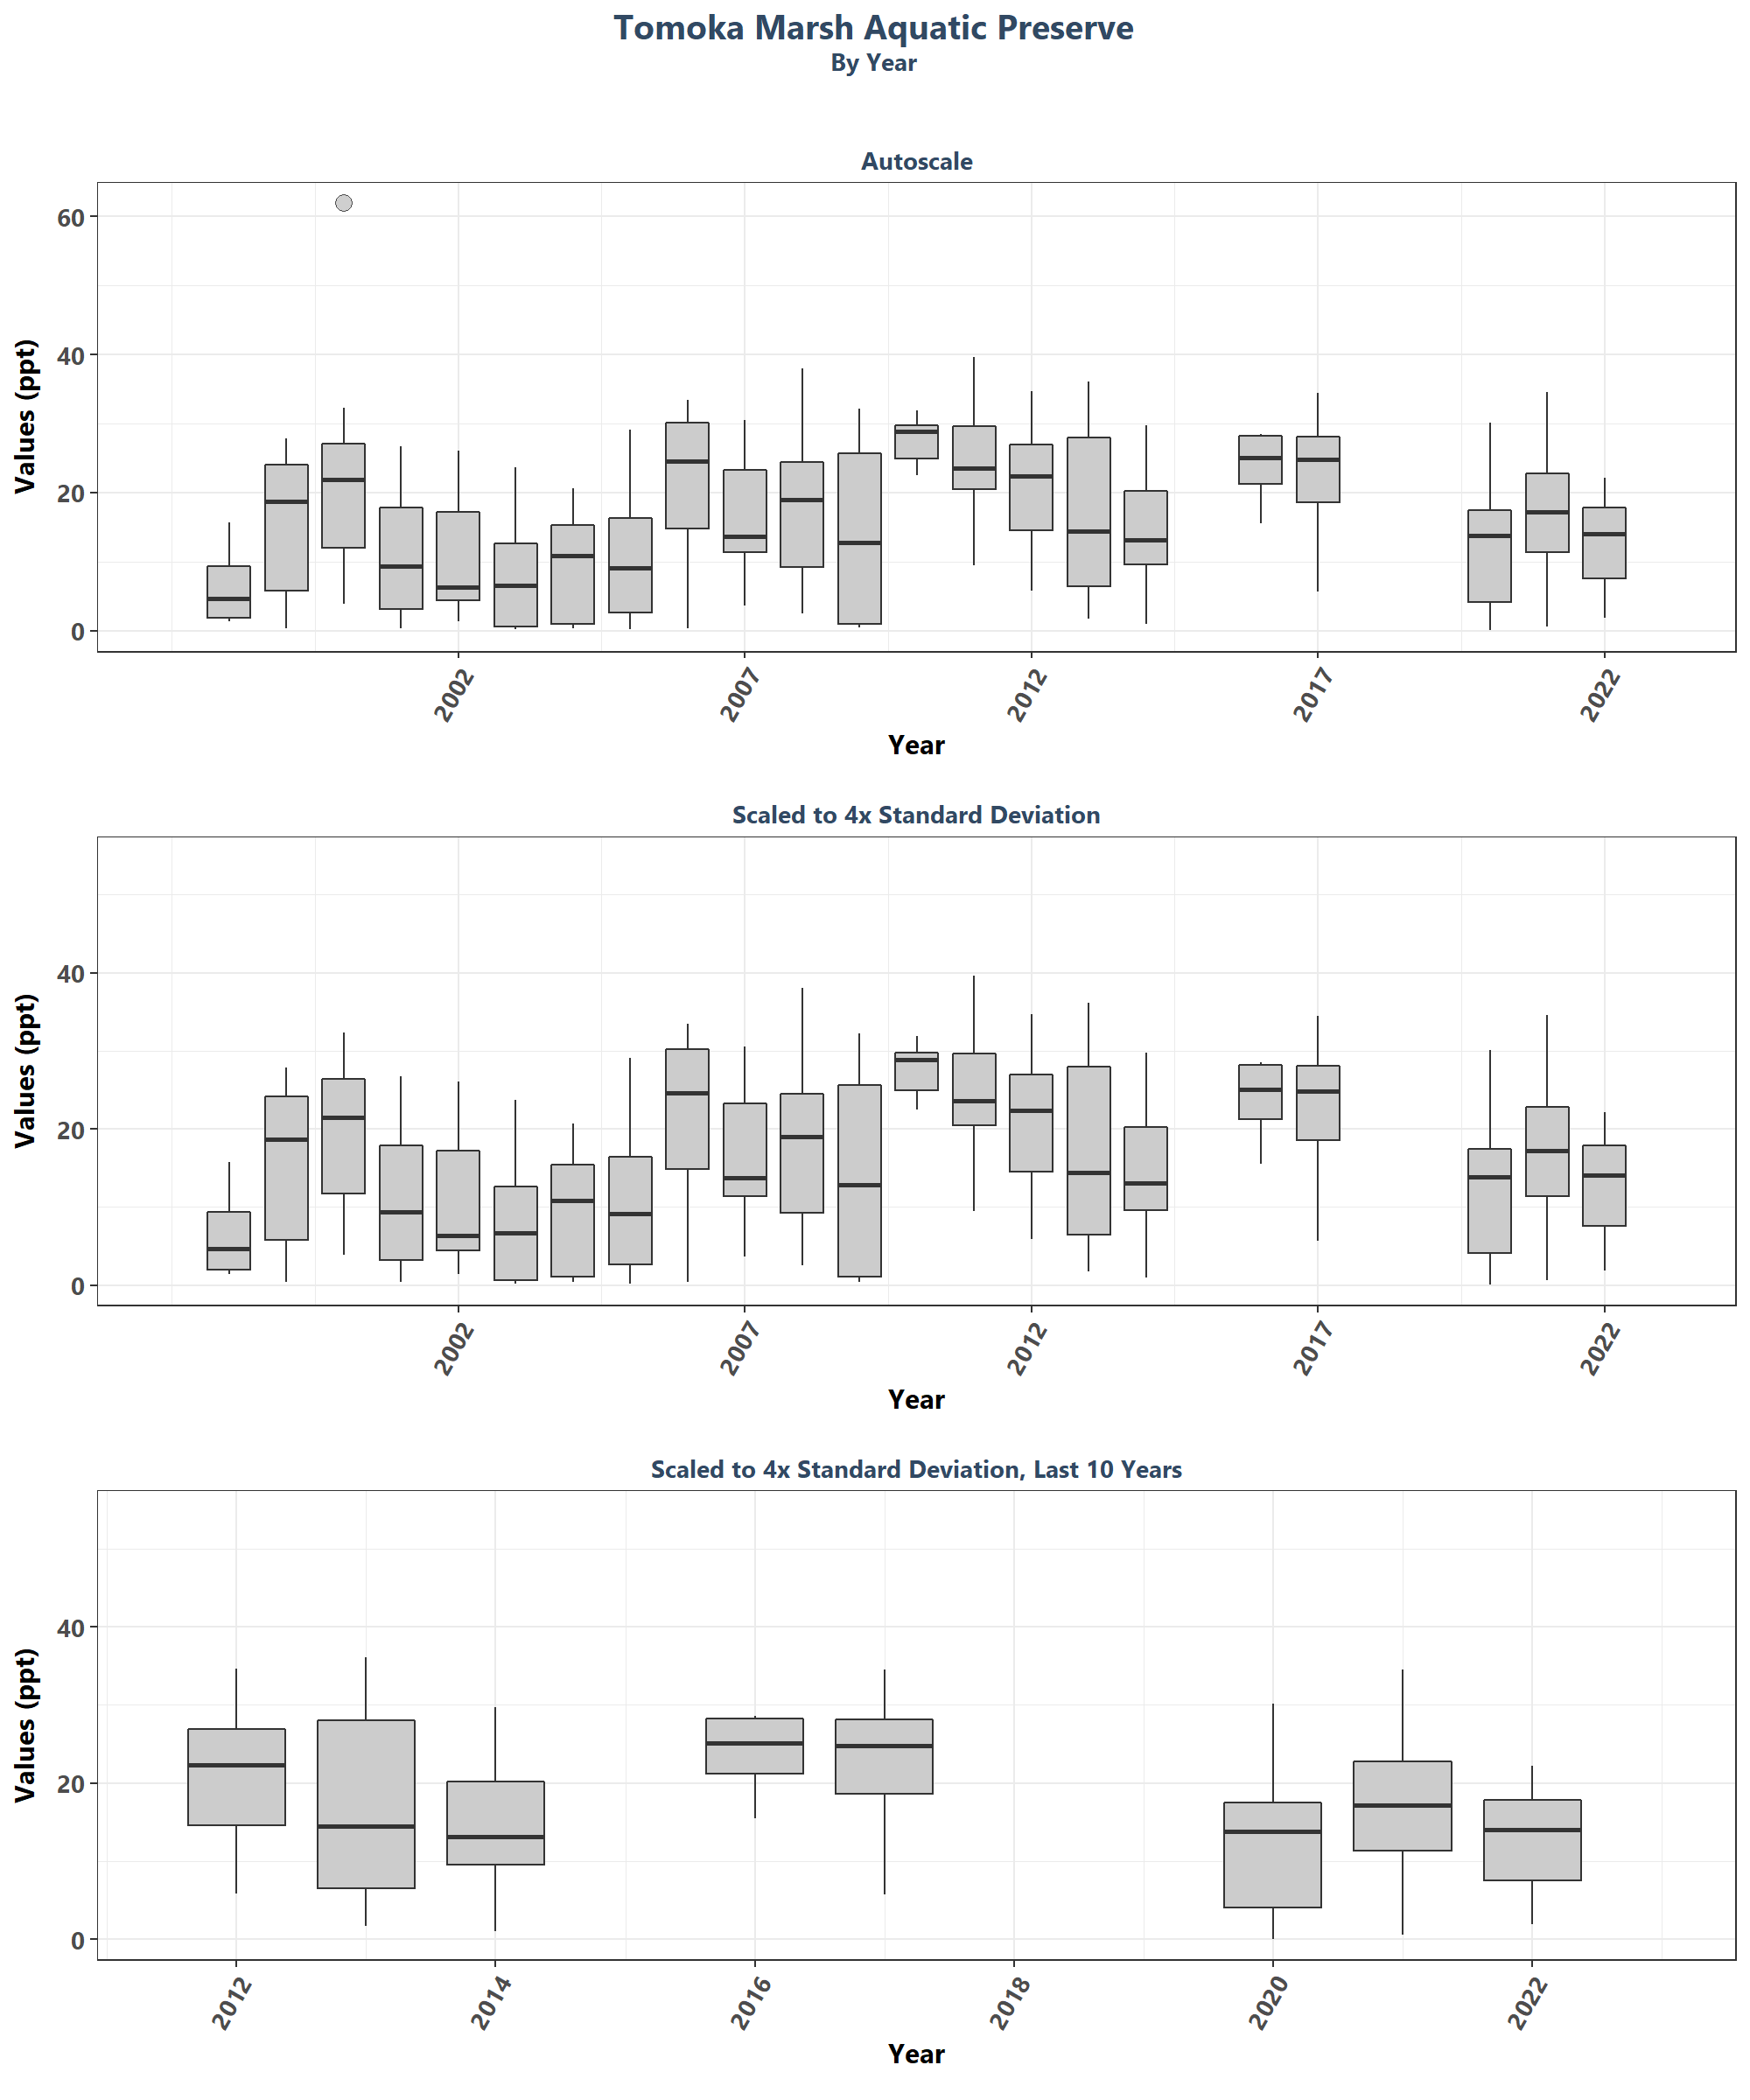 Tomoka Marsh Aquatic Preserve
By Year
Autoscale
Values (ppt)
60
40
20
0
2002 2007 2012 2017 2022
Year
Scaled to 4x Standard Deviation
Values (ppt)
40
20
0
2002 2007 2012 2017 2022
Year
Scaled to 4x Standard Deviation, Last 10 Years
Values (ppt)
40
20
0
2012 2014 2016 2018 2020 2022
Year